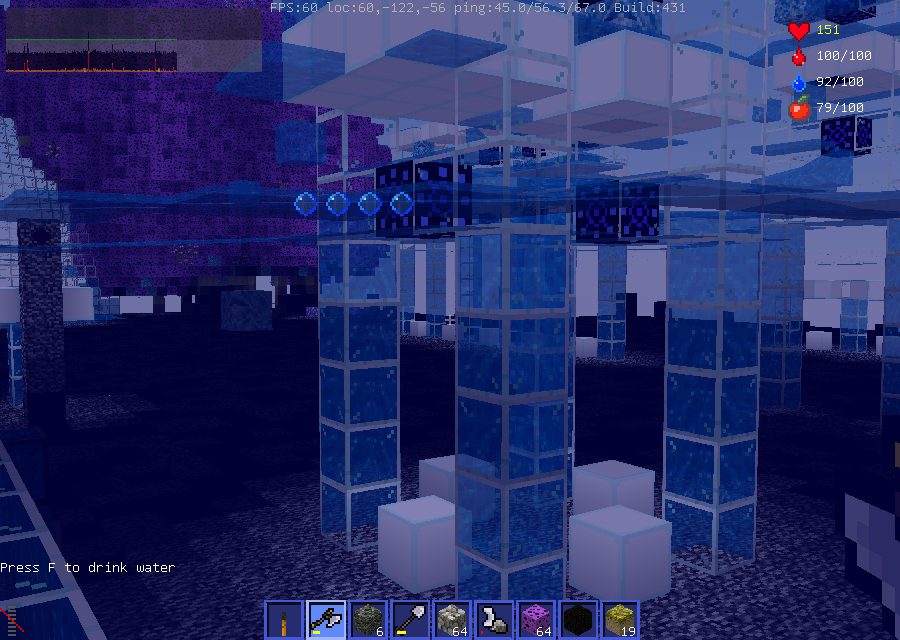 FPS:60 loc:60,-122,-56 ping:45.0/56.3/67.0 Build:431
151
100/100
92/100
79/100
Press F to drink water
6 64 64 19